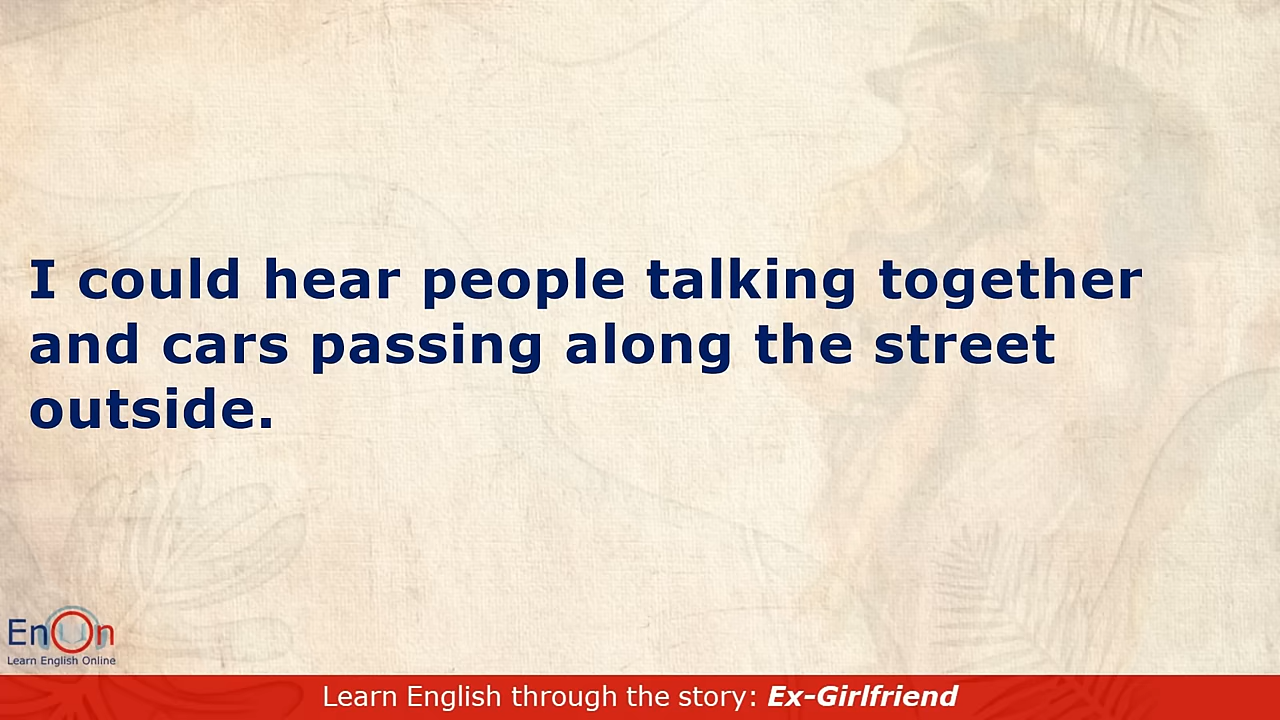 I could hear people talking together
and cars passing along the street
outside.
EnOn
Learn English Online
Learn English through the story: Ex-Girlfriend